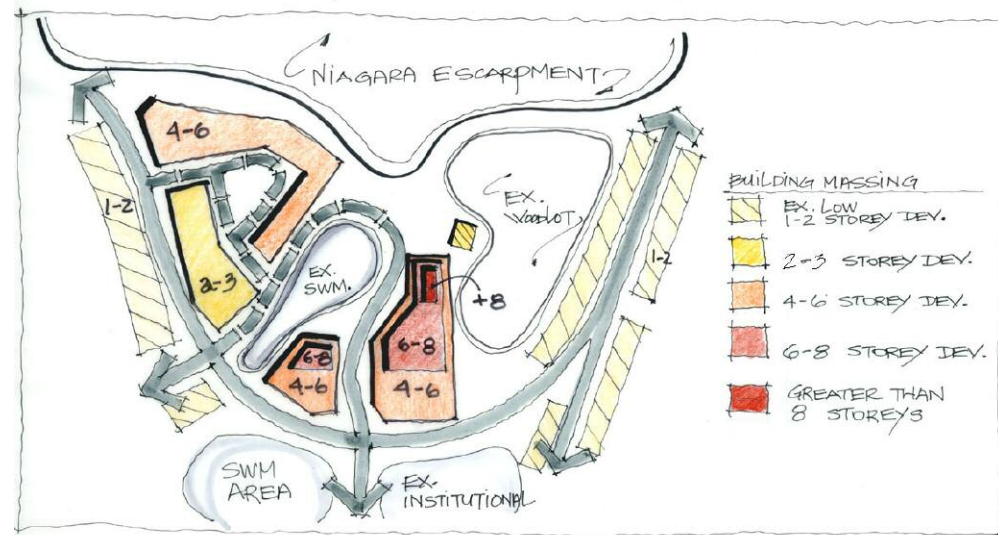 NIAGARA ESCARPMENT
4-6
1-2
2-3
EX.
SWM.
EX.
WOODLOT
1-2
+8
6-8
4-6
6-8
4-6
SWM
AREA
EX.
INSTITUTIONAL
BUILDING MASSING
EX. LOW
1-2 STOREY DEV.
2-3 STOREY DEV.
4-6 STOREY DEV.
6-8 STOREY DEV.
GREATER THAN
8 STOREYS